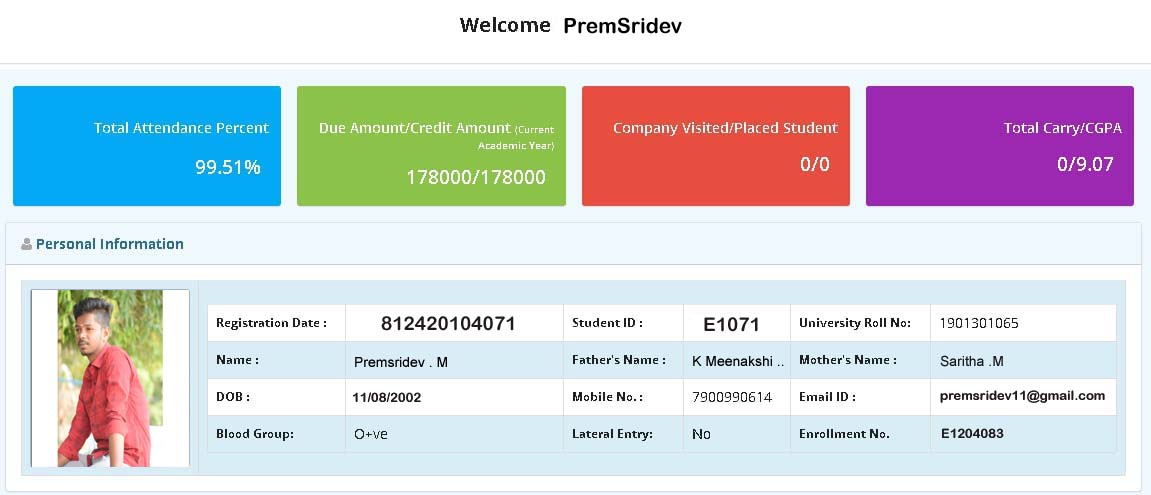 Welcome PremSridev
Total Attendance Percent
99.51%
Due Amount/Credit Amount (Current
Academic Year)
178000/178000
Company Visited/Placed Student
0/0
Total Carry/CGPA
0/9.07
Personal Information
Registration Date : 812420104071 Student ID : E1071 University Roll No: 1901301065
Name : Premsridev . M Father's Name : K Meenakshi .. Mother's Name : Saritha .M
DOB : 11/08/2002 Mobile No. : 7900990614 Email ID : premsridev11@gmail.com
Blood Group: O+ve Lateral Entry: No Enrollment No. E1204083